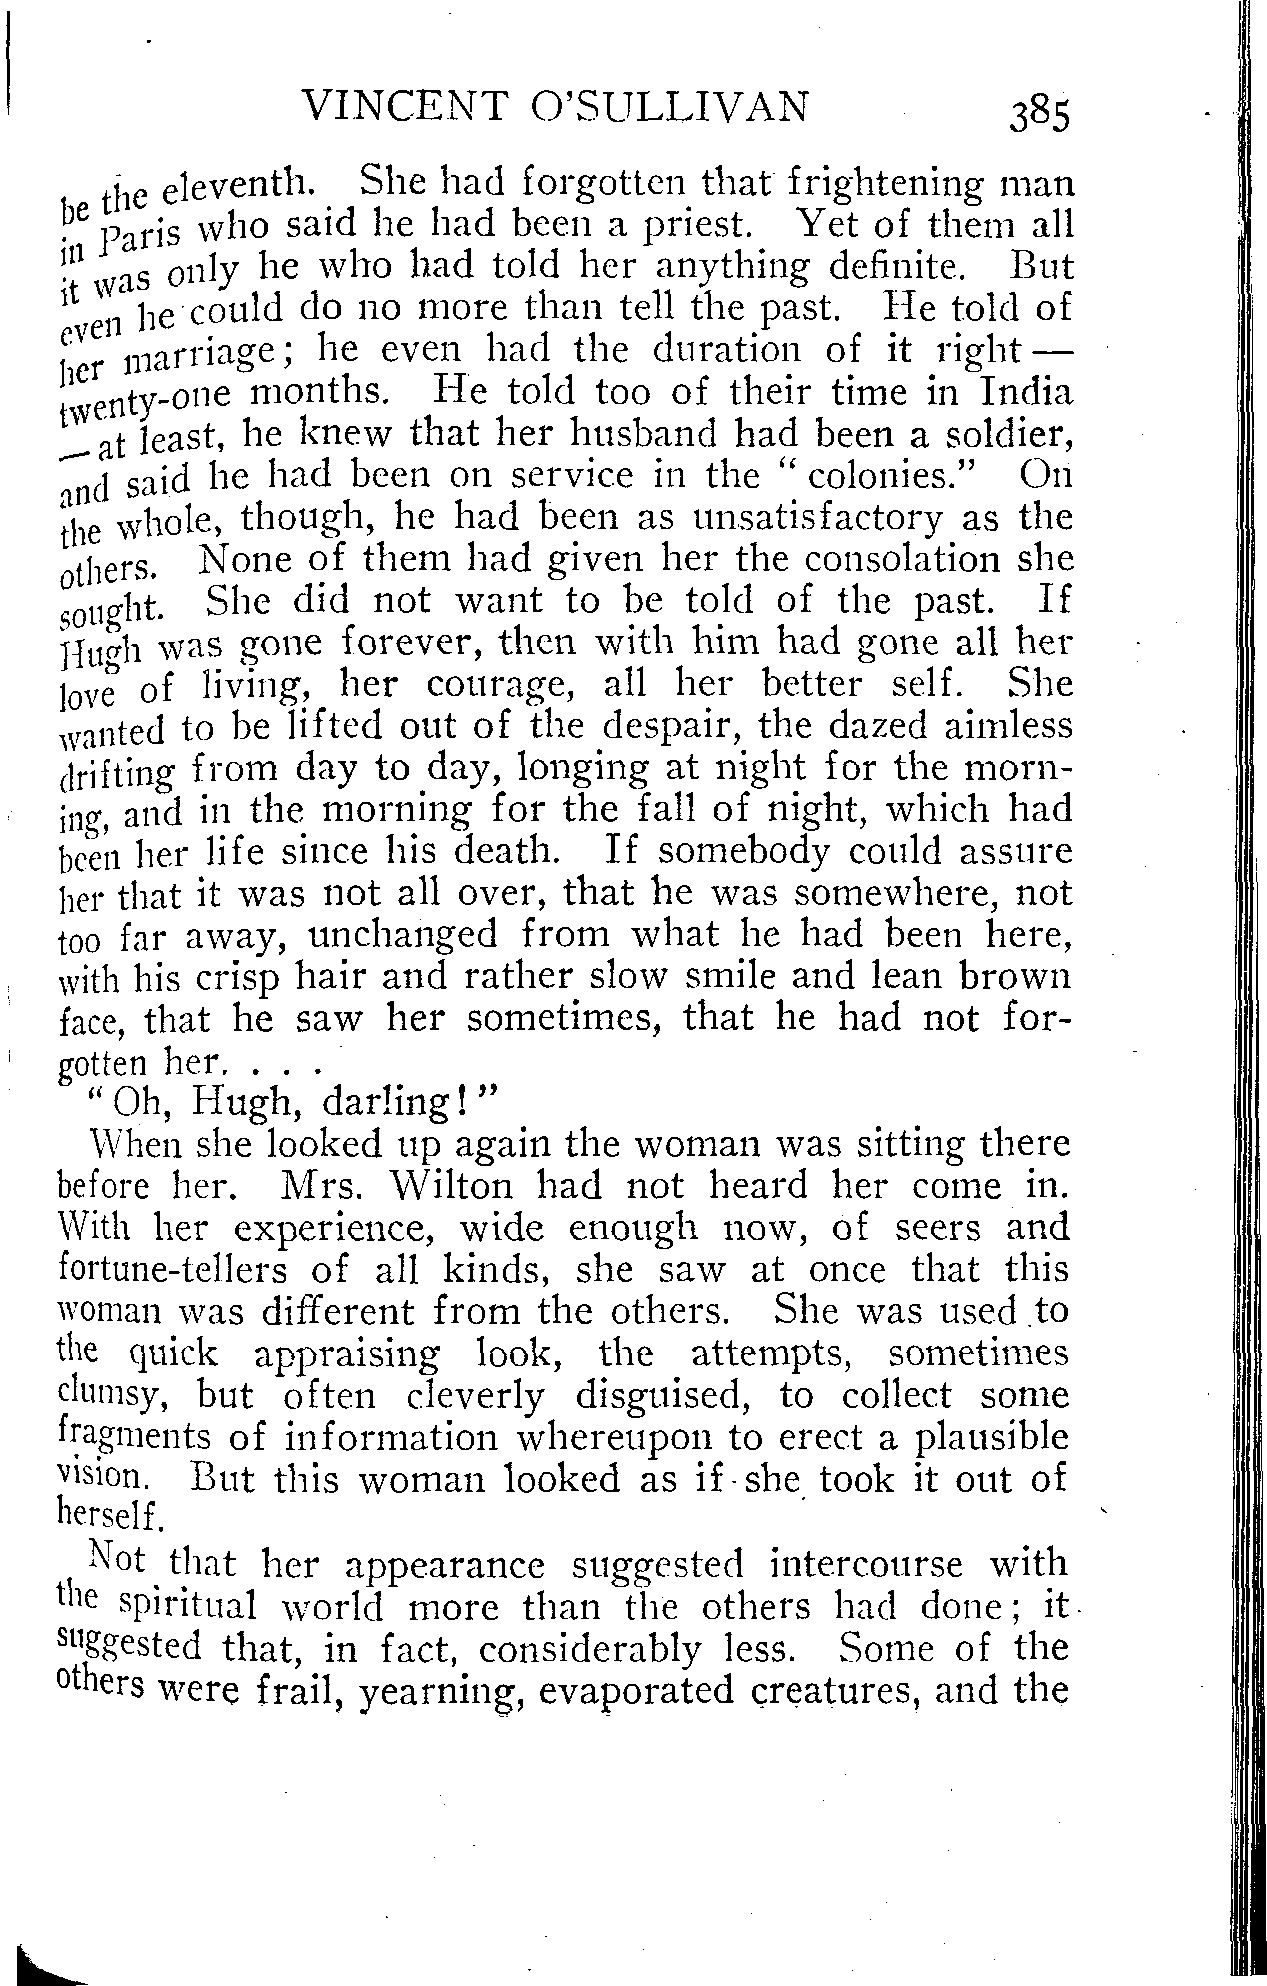 VINCENT O'SULLIVAN 385
be the eleventh. She had forgotten that frightening man
in Paris who said he had been a priest. Yet of them all
it was only he who had told her anything definite. But
even he could do no more than tell the past. He told of
her marriage; he even had the duration of it right —
twenty-one months. He told too of their time in India
— at least, he knew that her husband had been a soldier,
and said he had been on service in the "colonies." On
the whole, though, he had been as unsatisfactory as the
others. None of them had given her the consolation she
sought. She did not want to be told of the past. If
Hugh was gone forever, then with him had gone all her
love of living, her courage, all her better self. She
wanted to be lifted out of the despair, the dazed aimless
drifting from day to day, longing at night for the morn-
ing, and in the morning for the fall of night, which had
been her life since his death. If somebody could assure
her that it was not all over, that he was somewhere, not
too far away, unchanged from what he had been here,
with his crisp hair and rather slow smile and lean brown
face, that he saw her sometimes, that he had not for-
gotten her. . . .
"Oh, Hugh, darling!"
When she looked up again the woman was sitting there
before her. Mrs. Wilton had not heard her come in.
With her experience, wide enough now, of seers and
fortune-tellers of all kinds, she saw at once that this
woman was different from the others. She was used to
the quick appraising look, the attempts, sometimes
clumsy, but often cleverly disguised, to collect some
fragments of information whereupon to erect a plausible
vision. But this woman looked as if she took it out of
herself.
Not that her appearance suggested intercourse with
the spiritual world more than the others had done; it
suggested that, in fact, considerably less. Some of the
others were frail, yearning, evaporated creatures, and the